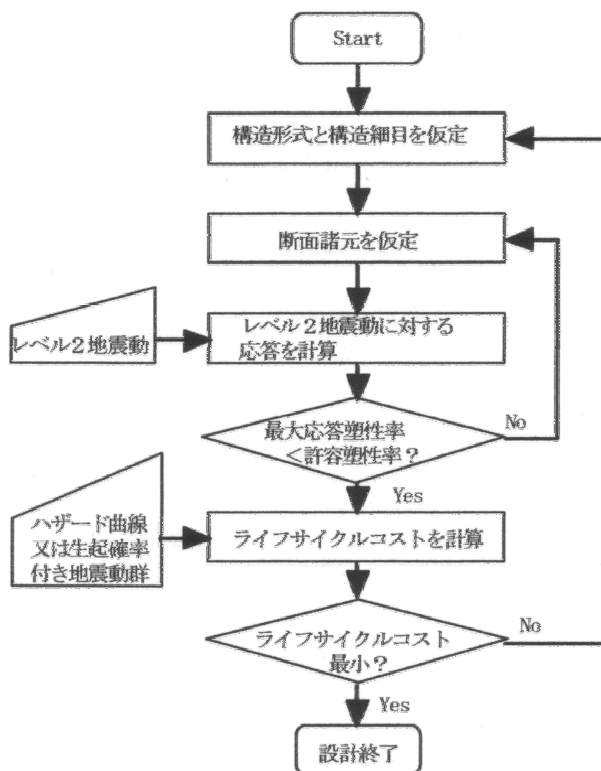 Start
構造形式と構造細目を仮定
断面諸元を仮定
レベル2地震動
レベル2地震動に対する
応答を計算
最大応答塑性率
<許容塑性率?
No
Yes
ハザード曲線
又は生起確率
付き地震動群
ライフサイクルコストを計算
ライフサイクルコスト
最小?
No
Yes
設計終了